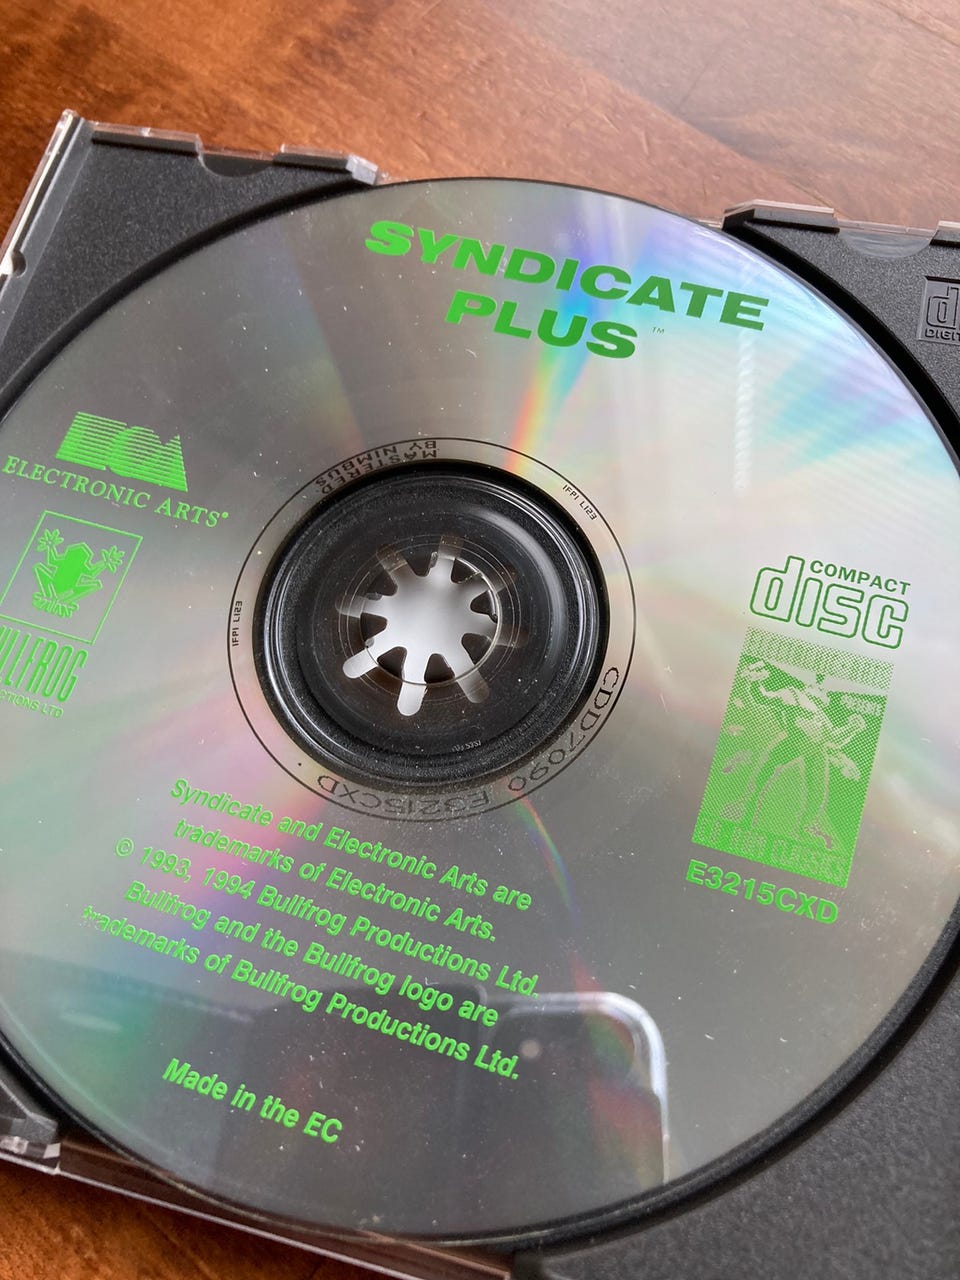 SYNDICATE
PLUS™
ELECTRONIC ARTS®
COMPACT
disc
E3215CXD
MASTERED
BY NIMBUS
IFPI L123
IFPI L123
CDD7090 E3215CXD
Syndicate and Electronic Arts are
trademarks of Electronic Arts.
© 1993, 1994 Bullfrog Productions Ltd.
Bullfrog and the Bullfrog logo are
trademarks of Bullfrog Productions Ltd.
Made in the EC